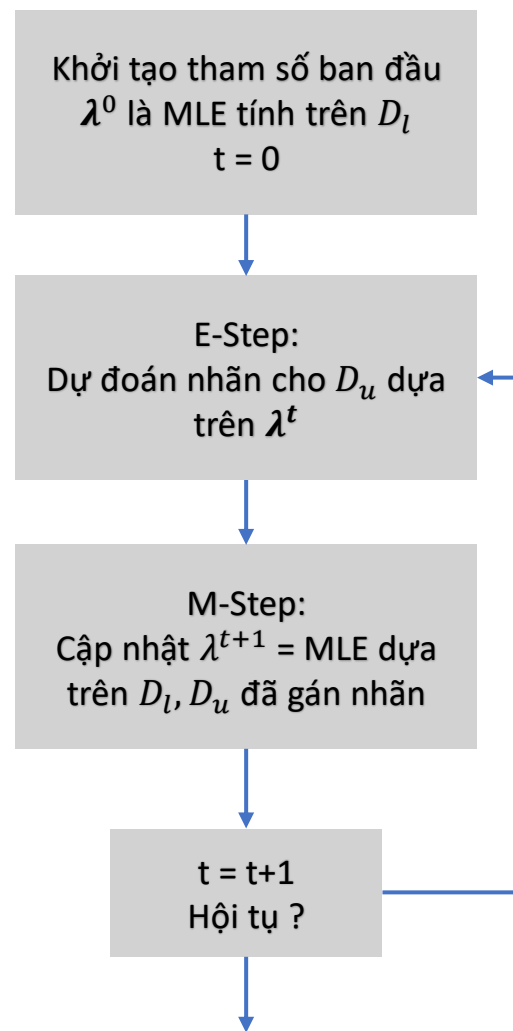 Khởi tạo tham số ban đầu
λ⁰ là MLE tính trên Dₗ
t = 0
E-Step:
Dự đoán nhãn cho Dᵤ dựa
trên λᵗ
M-Step:
Cập nhật λᵗ⁺¹ = MLE dựa
trên Dₗ, Dᵤ đã gán nhãn
t = t+1
Hội tụ ?